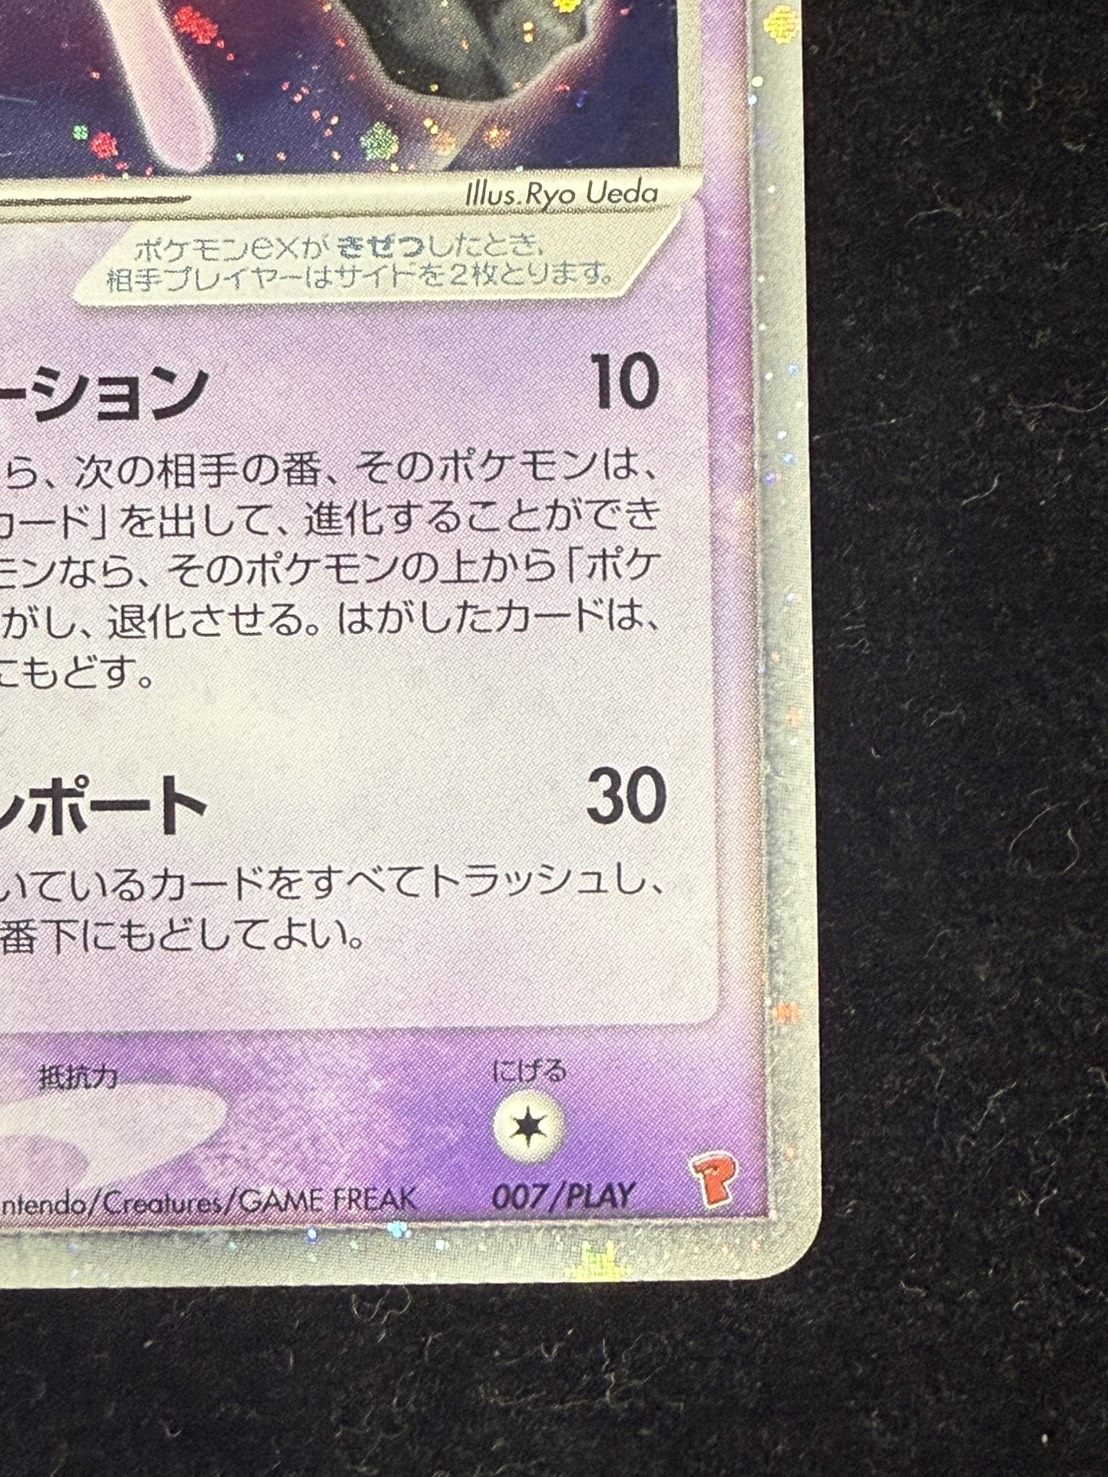 Illus.Ryo Ueda
ポケモンexが きぜつしたとき、
相手プレイヤーはサイドを2枚とります。
ーション 10
ら、次の相手の番、そのポケモンは、
カード」を出して、進化することができ
モンなら、そのポケモンの上から「ポケ
がし、退化させる。はがしたカードは、
にもどす。
レポート 30
いているカードをすべてトラッシュし、
番下にもどしてよい。
抵抗力 にげる
ntendo/Creatures/GAME FREAK 007/PLAY P